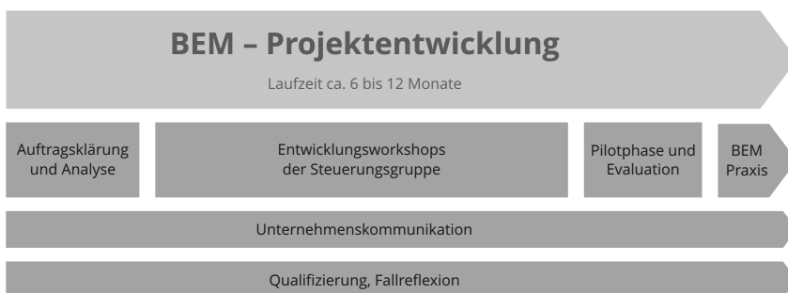 BEM – Projektentwicklung
Laufzeit ca. 6 bis 12 Monate
Auftragsklärung
und Analyse
Entwicklungsworkshops
der Steuerungsgruppe
Pilotphase und
Evaluation
BEM
Praxis
Unternehmenskommunikation
Qualifizierung, Fallreflexion